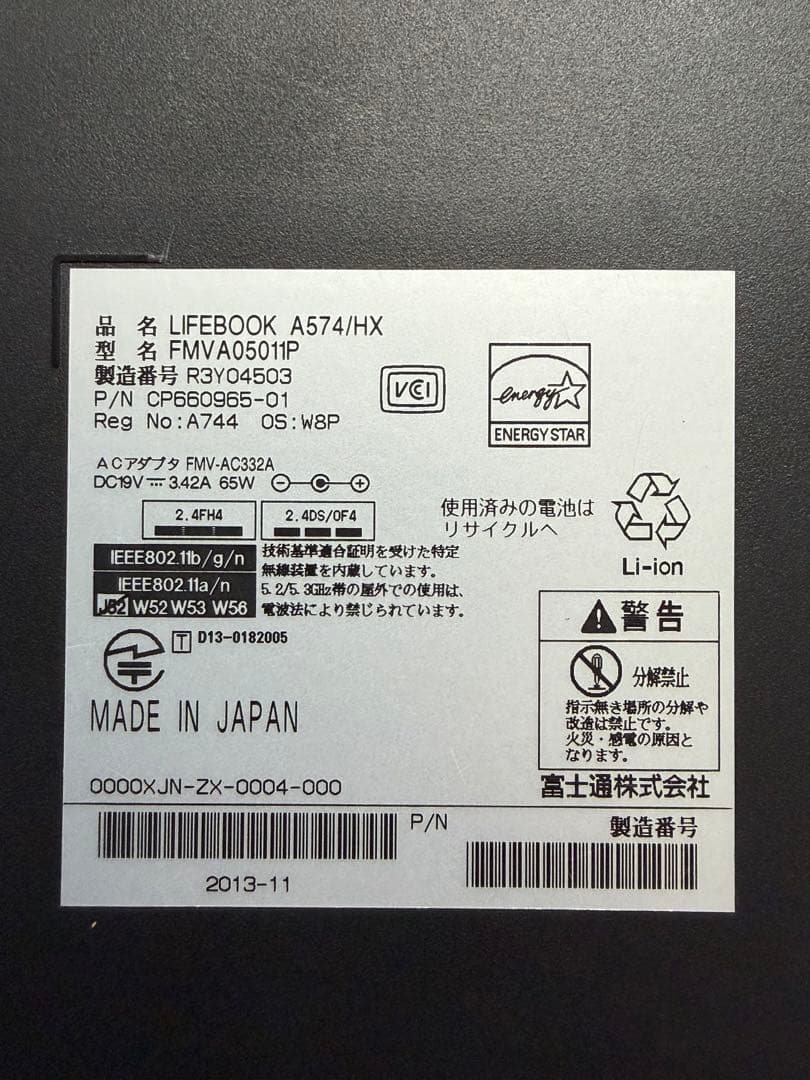 品 名 LIFEBOOK A574/HX
型 名 FMVA05011P
製造番号 R3Y04503
P/N CP660965-01
Reg No:A744 OS:W8P
VCI
energy
ENERGY STAR
ACアダプタ FMV-AC332A
DC19V 3.42A 65W
2.4FH4
2.4DS/OF4
使用済みの電池は
リサイクルへ
Li-ion
IEEE802.11b/g/n
IEEE802.11a/n
J52 W52 W53 W56
技術基準適合証明を受けた特定
無線装置を内蔵しています。
5.2/5.3GHz帯の屋外での使用は、
電波法により禁じられています。
T D13-0182005
警告
分解禁止
指示無き場所の分解や
改造は禁止です。
火災・感電の原因と
なります。
MADE IN JAPAN
0000XJN-ZX-0004-000
富士通株式会社
P/N
製造番号
2013-11